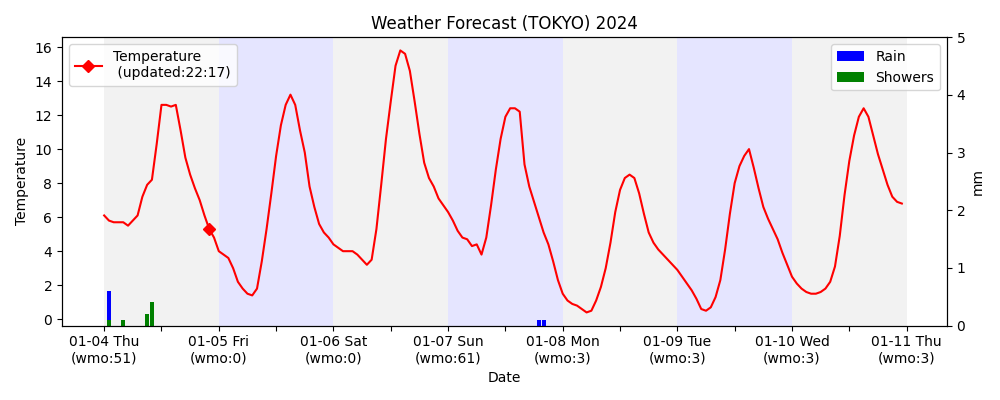 Weather Forecast (TOKYO) 2024
Temperature
(updated:22:17)
Rain
Showers
Temperature
16
14
12
10
8
6
4
2
0
5
4
3
2
1
0
mm
01-04 Thu
(wmo:51)
01-05 Fri
(wmo:0)
01-06 Sat
(wmo:0)
01-07 Sun
(wmo:61)
01-08 Mon
(wmo:3)
01-09 Tue
(wmo:3)
01-10 Wed
(wmo:3)
01-11 Thu
(wmo:3)
Date